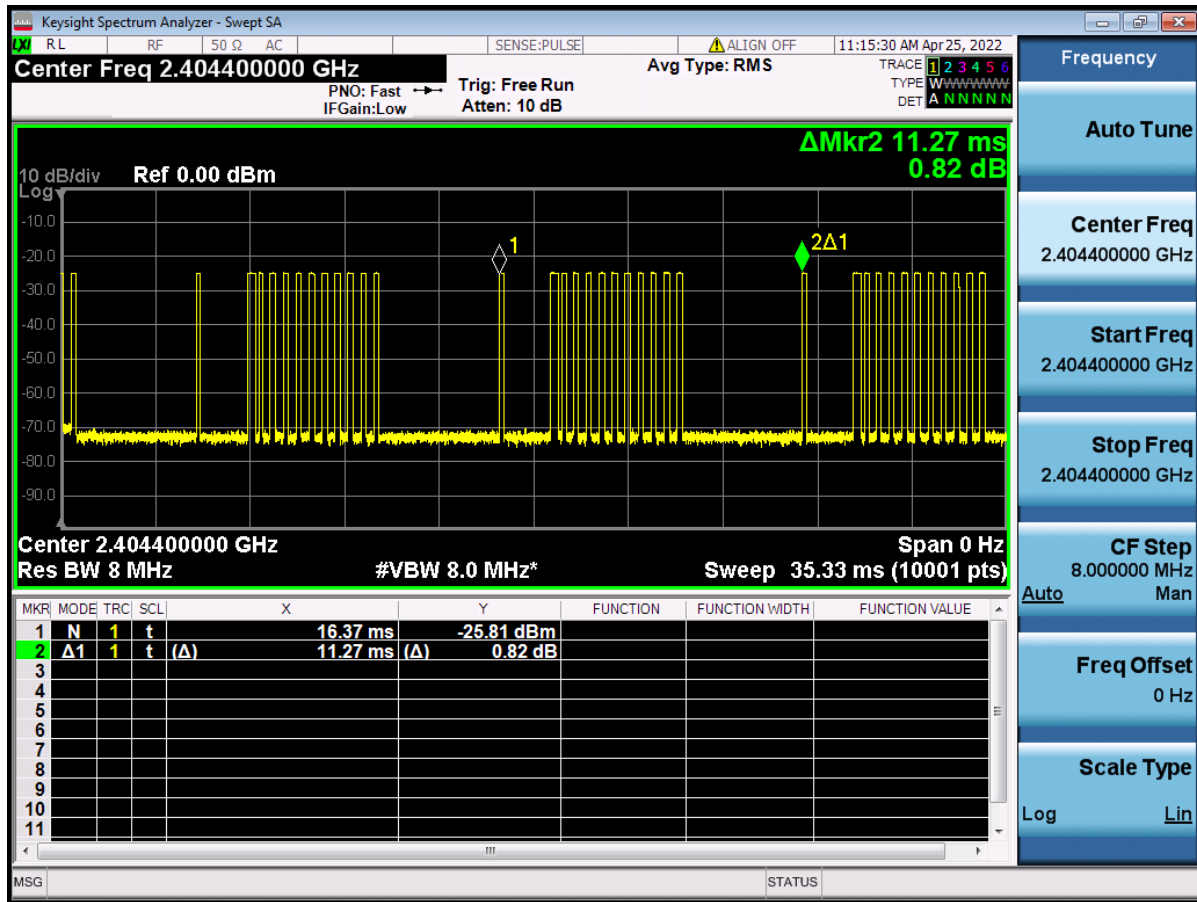 Keysight Spectrum Analyzer - Swept SA
LXI RL RF 50 Ω AC SENSE:PULSE ALIGN OFF 11:15:30 AM Apr 25, 2022
Center Freq 2.404400000 GHz
PNO: Fast
IFGain:Low
Trig: Free Run
Atten: 10 dB
Avg Type: RMS
TRACE 1 2 3 4 5 6
TYPE WWWWWW
DET A N N N N N
ΔMkr2 11.27 ms
0.82 dB
10 dB/div Ref 0.00 dBm
Log
-10.0
-20.0
-30.0
-40.0
-50.0
-60.0
-70.0
-80.0
-90.0
1
2Δ1
Center 2.404400000 GHz Span 0 Hz
Res BW 8 MHz #VBW 8.0 MHz* Sweep 35.33 ms (10001 pts)
MKR MODE TRC SCL X Y FUNCTION FUNCTION WIDTH FUNCTION VALUE
1 N 1 t 16.37 ms -25.81 dBm
2 Δ1 1 t (Δ) 11.27 ms (Δ) 0.82 dB
3
4
5
6
7
8
9
10
11
MSG STATUS
Frequency
Auto Tune
Center Freq
2.404400000 GHz
Start Freq
2.404400000 GHz
Stop Freq
2.404400000 GHz
CF Step
8.000000 MHz
Auto Man
Freq Offset
0 Hz
Scale Type
Log Lin